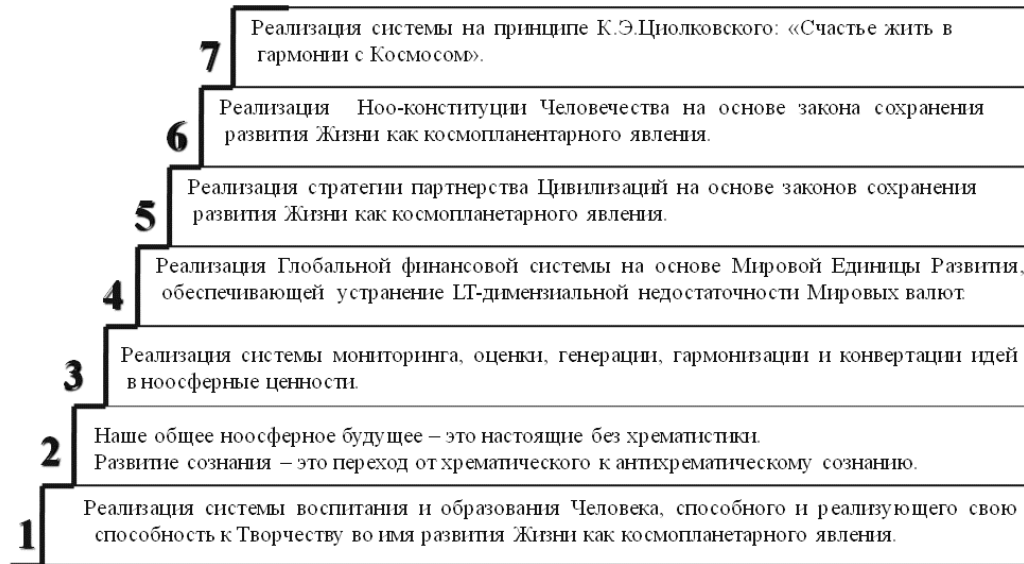 7
Реализация системы на принципе К.Э.Циолковского: «Счастье жить в
гармонии с Космосом».
6
Реализация Ноо-конституции Человечества на основе закона сохранения
развития Жизни как космопланентарного явления.
5
Реализация стратегии партнерства Цивилизаций на основе законов сохранения
развития Жизни как космопланетарного явления.
4
Реализация Глобальной финансовой системы на основе Мировой Единицы Развития,
обеспечивающей устранение LT-димензиальной недостаточности Мировых валют.
3
Реализация системы мониторинга, оценки, генерации, гармонизации и конвертации идей
в ноосферные ценности.
2
Наше общее ноосферное будущее – это настоящие без хрематистики.
Развитие сознания – это переход от хрематического к антихрематическому сознанию.
1
Реализация системы воспитания и образования Человека, способного и реализующего свою
способность к Творчеству во имя развития Жизни как космопланетарного явления.